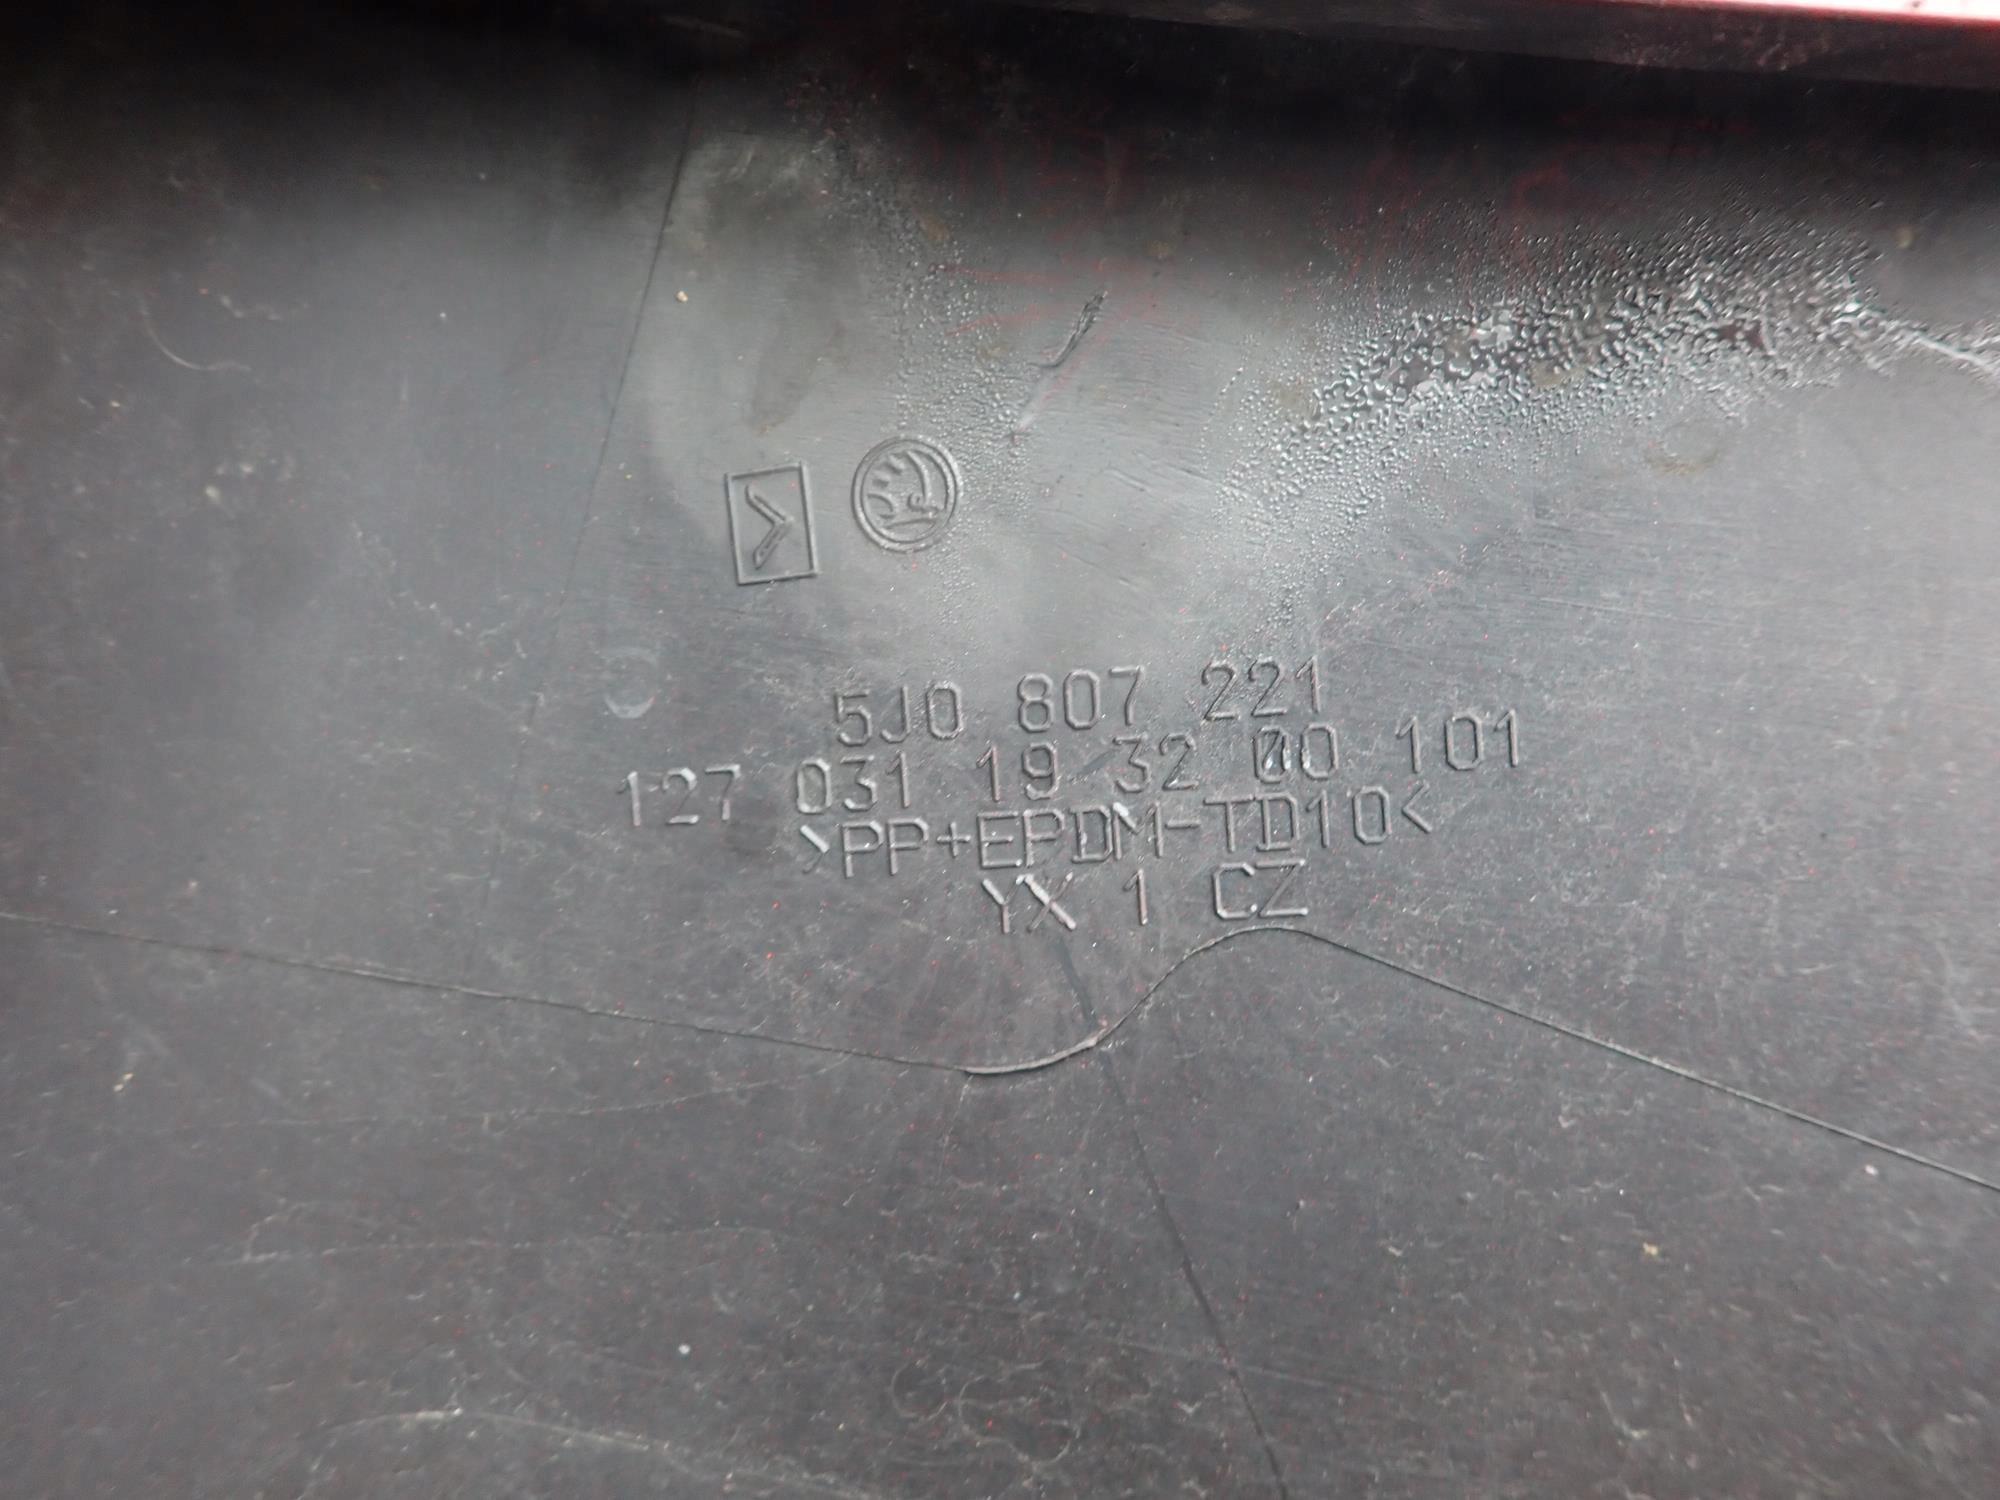 5J0 807 221
127 031 19 32 00 101
>PP+EPDM-TD10<
YX 1 CZ